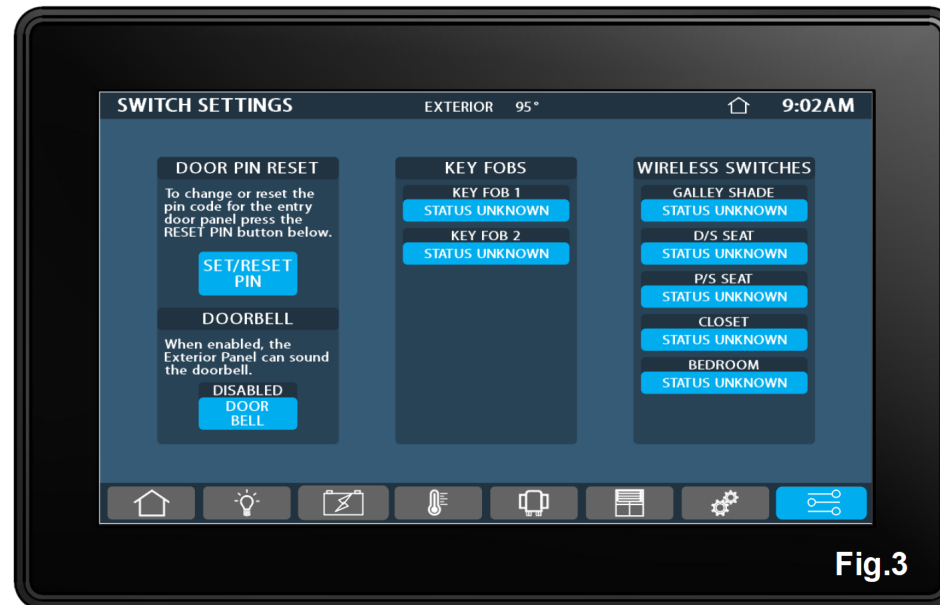 SWITCH SETTINGS
EXTERIOR 95°
9:02AM
DOOR PIN RESET
To change or reset the
pin code for the entry
door panel press the
RESET PIN button below.
SET/RESET
PIN
DOORBELL
When enabled, the
Exterior Panel can sound
the doorbell.
DISABLED
DOOR
BELL
KEY FOBS
KEY FOB 1
STATUS UNKNOWN
KEY FOB 2
STATUS UNKNOWN
WIRELESS SWITCHES
GALLEY SHADE
STATUS UNKNOWN
D/S SEAT
STATUS UNKNOWN
P/S SEAT
STATUS UNKNOWN
CLOSET
STATUS UNKNOWN
BEDROOM
STATUS UNKNOWN
Fig.3